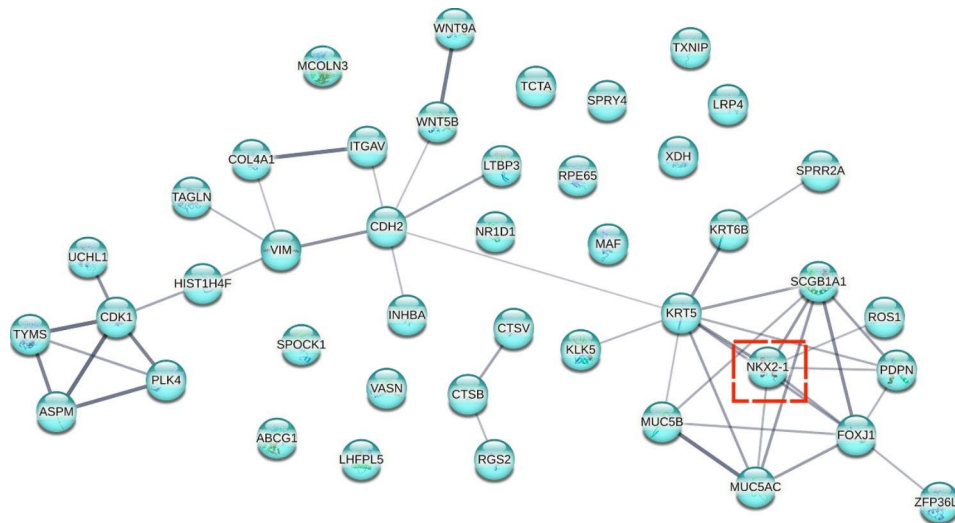 WNT9A
TXNIP
MCOLN3
TCTA
SPRY4
LRP4
WNT5B
ITGAV
COL4A1
LTBP3
XDH
RPE65
SPRR2A
TAGLN
CDH2
NR1D1
KRT6B
MAF
VIM
UCHL1
HIST1H4F
SCGB1A1
KRT5
CDK1
INHBA
ROS1
CTSV
TYMS
SPOCK1
KLK5
NKX2-1
PDPN
PLK4
VASN
CTSB
ASPM
MUC5B
FOXJ1
ABCG1
LHFPL5
RGS2
MUC5AC
ZFP36L